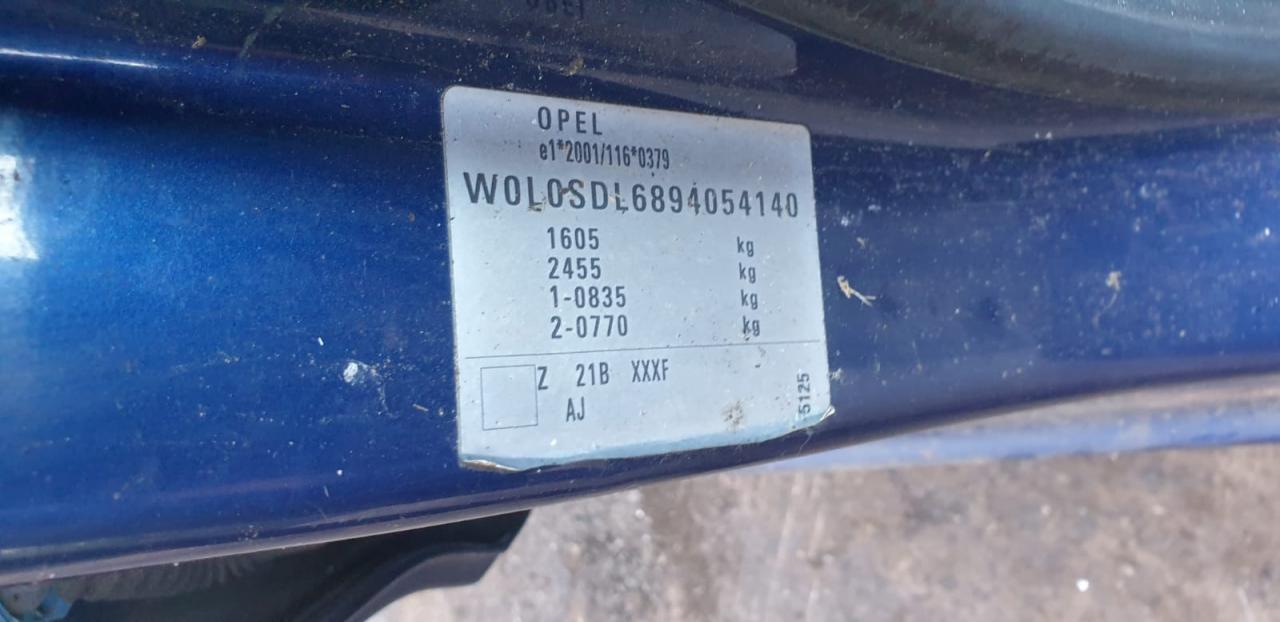 OPEL
e1*2001/116*0379
W0L0SDL6894054140
1605 kg
2455 kg
1-0835 kg
2-0770 kg
Z 21B XXXF
AJ
5125